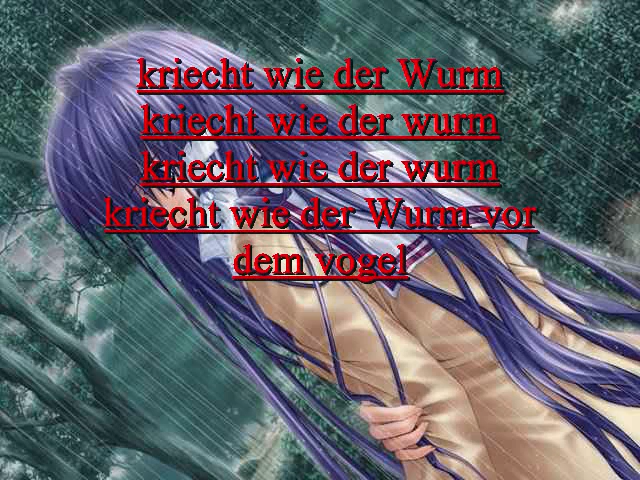 kriecht wie der Wurm
kriecht wie der wurm
kriecht wie der wurm
kriecht wie der Wurm vor
dem vogel